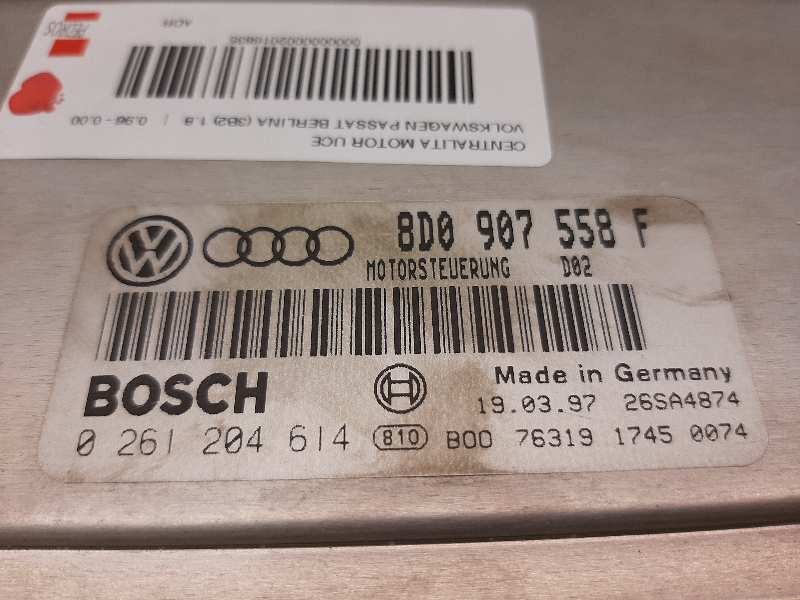 CENTRALITA MOTOR UCE
VOLKSWAGEN PASSAT BERLINA (3B2) 1.8 | 0.96 - 0.00
8D0 907 558 F
MOTORSTEUERUNG D02
BOSCH
Made in Germany
19.03.97 26SA4874
0 261 204 614 810 B00 76319 1745 0074